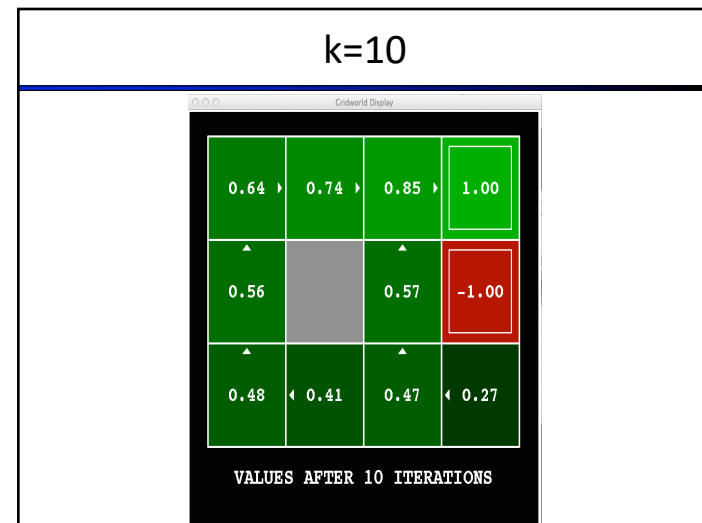 k=10
Gridworld Display
0.64 0.74 0.85 1.00
0.56 0.57 -1.00
0.48 0.41 0.47 0.27
VALUES AFTER 10 ITERATIONS